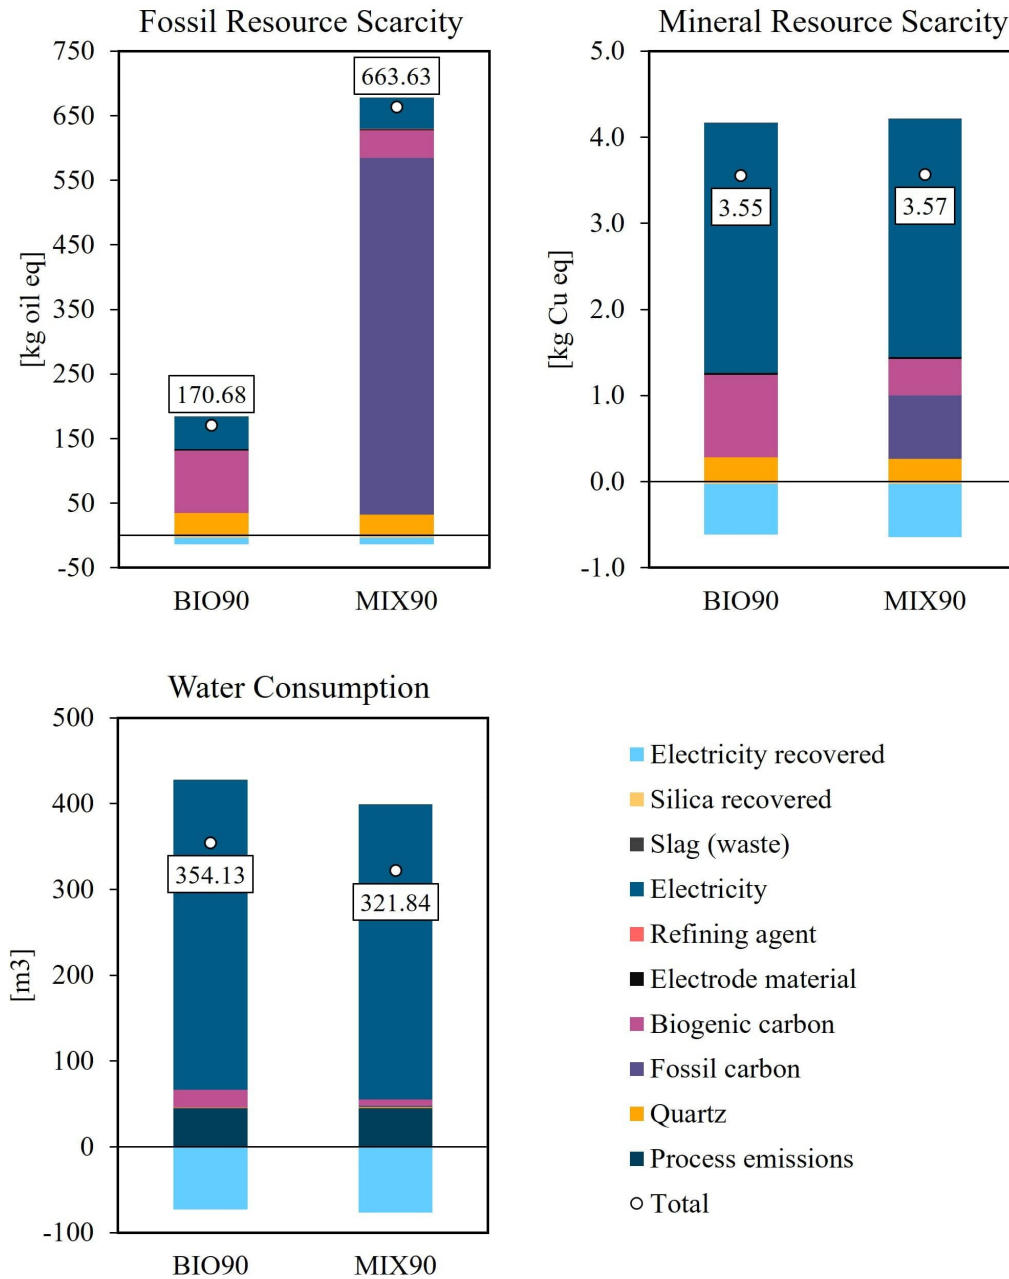 Fossil Resource Scarcity
750
650
550
450
350
250
150
50
-50
[kg oil eq]
663.63
170.68
BIO90
MIX90
Mineral Resource Scarcity
5.0
4.0
3.0
2.0
1.0
0.0
-1.0
[kg Cu eq]
3.55
3.57
BIO90
MIX90
Water Consumption
500
400
300
200
100
0
-100
[m3]
354.13
321.84
BIO90
MIX90
Electricity recovered
Silica recovered
Slag (waste)
Electricity
Refining agent
Electrode material
Biogenic carbon
Fossil carbon
Quartz
Process emissions
Total